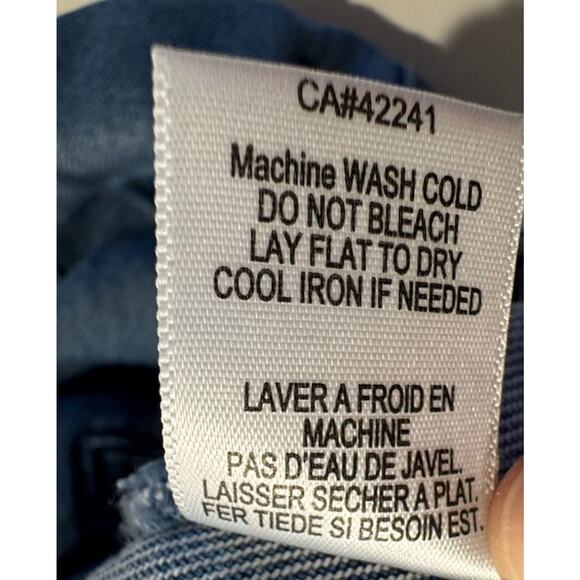 CA#42241
Machine WASH COLD
DO NOT BLEACH
LAY FLAT TO DRY
COOL IRON IF NEEDED
LAVER A FROID EN
MACHINE
PAS D'EAU DE JAVEL.
LAISSER SECHER A PLAT.
FER TIEDE SI BESOIN EST.